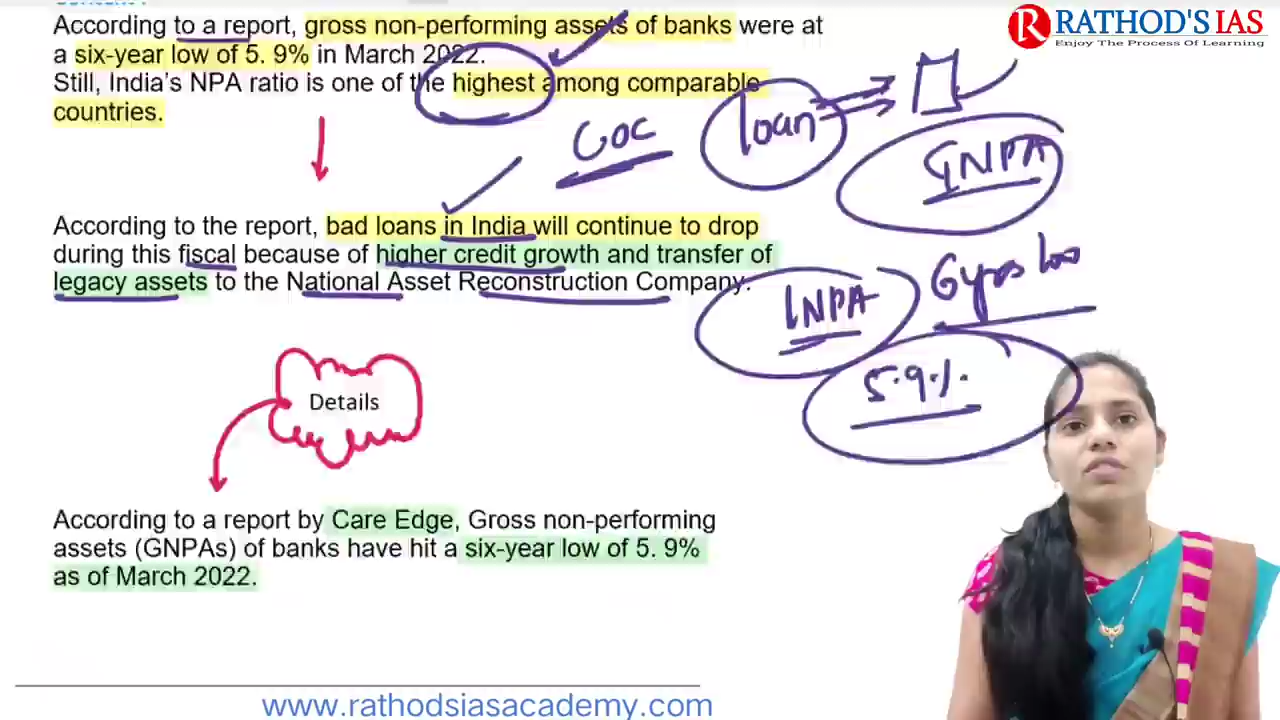 According to a report, gross non-performing assets of banks were at
a six-year low of 5. 9% in March 2022.
Still, India's NPA ratio is one of the highest among comparable
countries.
RATHOD'S IAS
Enjoy The Process Of Learning
loan
GNPA
According to the report, bad loans in India will continue to drop
during this fiscal because of higher credit growth and transfer of
legacy assets to the National Asset Reconstruction Company.
6yrs low
5.9%
Details
According to a report by Care Edge, Gross non-performing
assets (GNPAs) of banks have hit a six-year low of 5. 9%
as of March 2022.
www.rathodsiasacademy.com